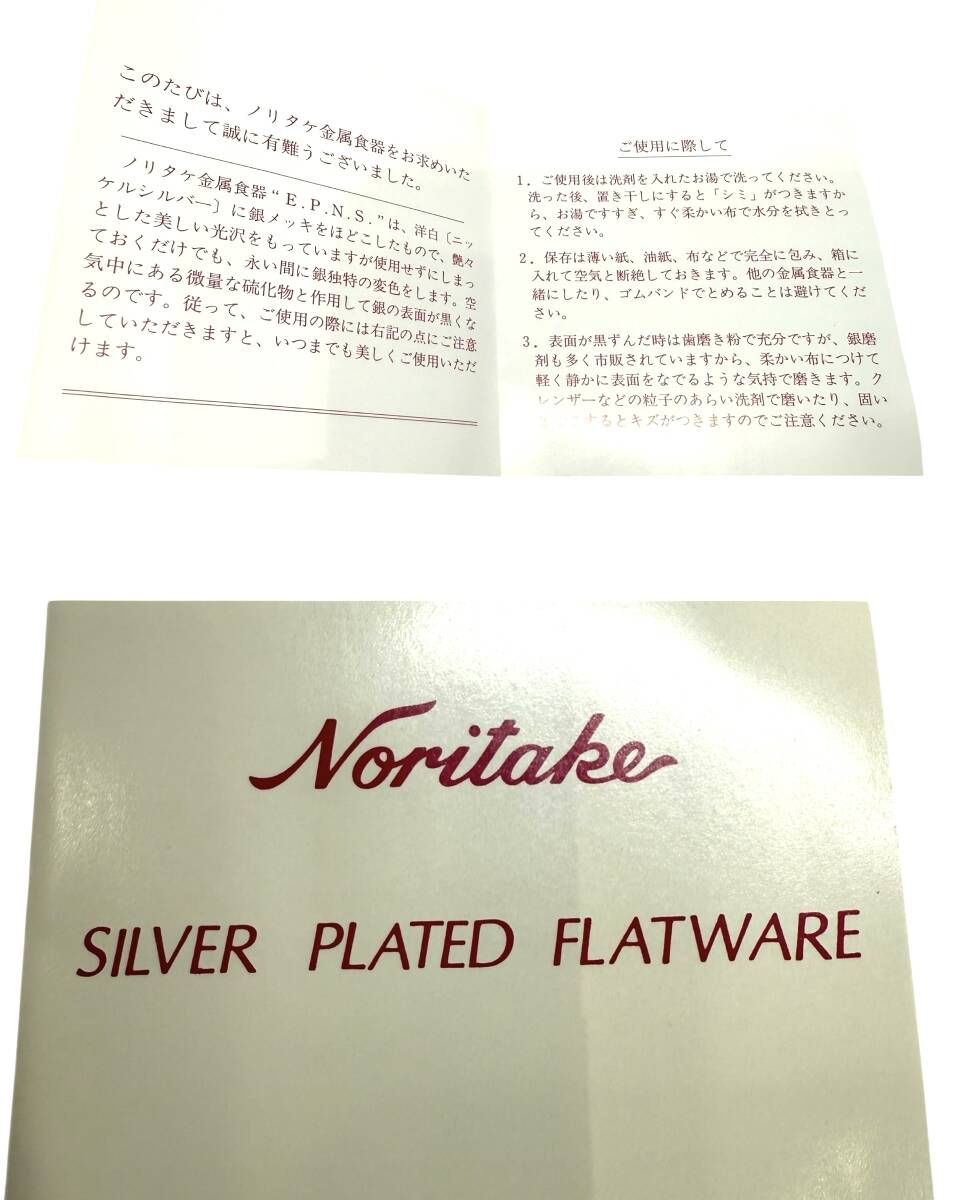 このたびは、ノリタケ金属食器をお求めいた
だきまして誠に有難うございました。
ノリタケ金属食器“E.P.N.S.”は、洋白〔ニッ
ケルシルバー〕に銀メッキをほどこしたもので、艶々
とした美しい光沢をもっていますが使用せずにしまっ
ておくだけでも、永い間に銀独特の変色をします。空
気中にある微量な硫化物と作用して銀の表面が黒くな
るのです。従って、ご使用の際には右記の点にご注意
していただきますと、いつまでも美しくご使用いただ
けます。
ご使用に際して
1．ご使用後は洗剤を入れたお湯で洗ってください。
洗った後、置き干しにすると「シミ」がつきますか
ら、お湯ですすぎ、すぐ柔かい布で水分を拭きとっ
てください。
2．保存は薄い紙、油紙、布などで完全に包み、箱に
入れて空気と断絶しておきます。他の金属食器と一
緒にしたり、ゴムバンドでとめることは避けてくだ
さい。
3．表面が黒ずんだ時は歯磨き粉で充分ですが、銀磨
剤も多く市販されていますから、柔かい布につけて
軽く静かに表面をなでるような気持で磨きます。ク
レンザーなどの粒子のあらい洗剤で磨いたり、固い
するとキズがつきますのでご注意ください。
Noritake
SILVER PLATED FLATWARE